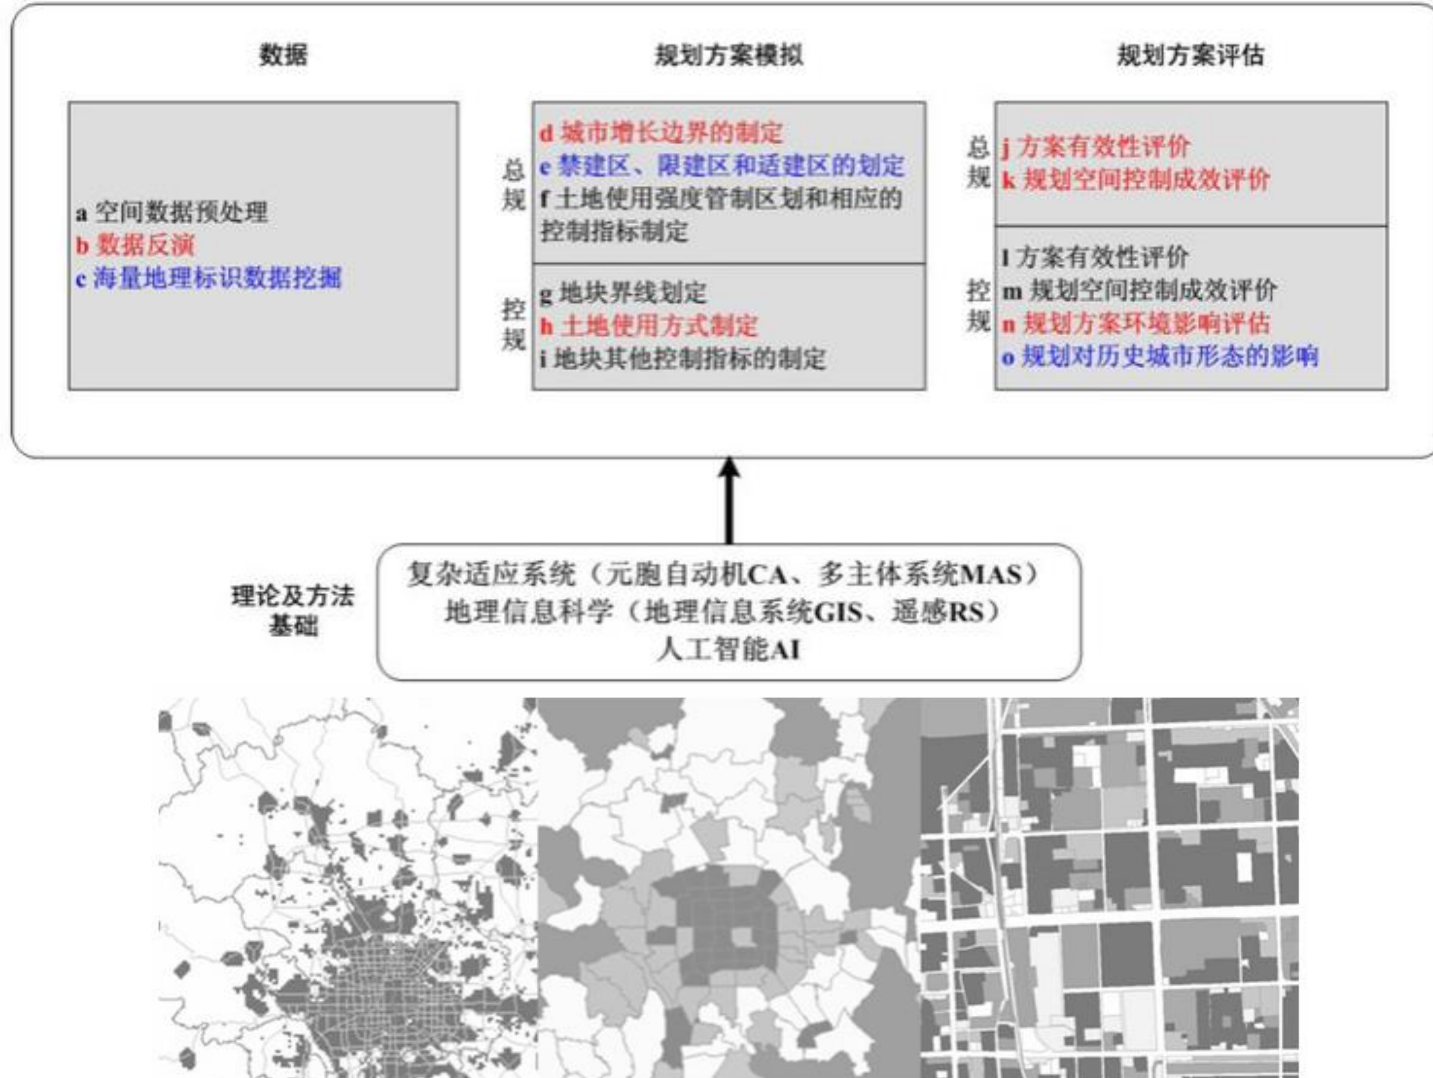 数据
a 空间数据预处理
b 数据反演
c 海量地理标识数据挖掘
规划方案模拟
总规
d 城市增长边界的制定
e 禁建区、限建区和适建区的划定
f 土地使用强度管制区划和相应的
控制指标制定
控规
g 地块界线划定
h 土地使用方式制定
i 地块其他控制指标的制定
规划方案评估
总规
j 方案有效性评价
k 规划空间控制成效评价
控规
l 方案有效性评价
m 规划空间控制成效评价
n 规划方案环境影响评估
o 规划对历史城市形态的影响
理论及方法
基础
复杂适应系统（元胞自动机CA、多主体系统MAS）
地理信息科学（地理信息系统GIS、遥感RS）
人工智能AI